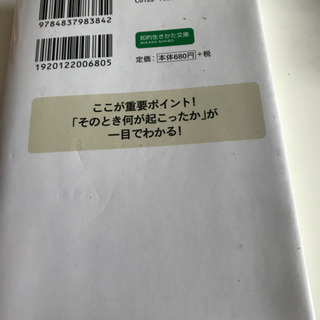 9784837983842
1920122006805
知的生きかた文庫
定価:本体680円+税
ここが重要ポイント!
「そのとき何が起こったか」が
一目でわかる!